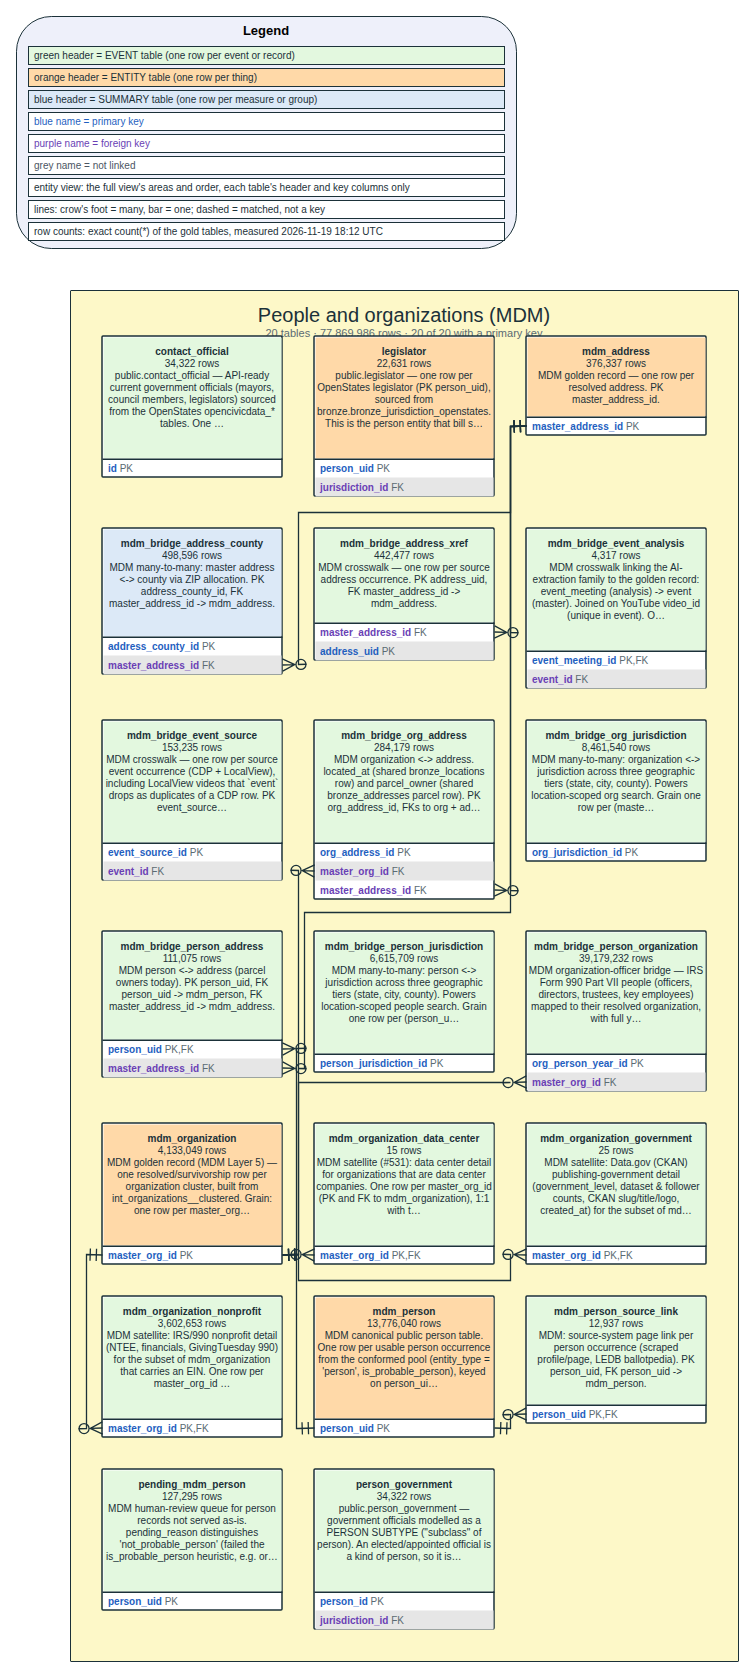 Legend
green header = EVENT table (one row per event or record)
orange header = ENTITY table (one row per thing)
blue header = SUMMARY table (one row per measure or group)
blue name = primary key
purple name = foreign key
grey name = not linked
entity view: the full view's areas and order, each table's header and key columns only
lines: crow's foot = many, bar = one; dashed = matched, not a key
row counts: exact count(*) of the gold tables, measured 2026-11-19 18:12 UTC
People and organizations (MDM)
20 tables · 77,869,986 rows · 20 of 20 with a primary key
contact_official
34,322 rows
public.contact_official — API-ready
current government officials (mayors,
council members, legislators) sourced
from the OpenStates opencivicdata_*
tables. One …
id PK
legislator
22,631 rows
public.legislator — one row per
OpenStates legislator (PK person_uid),
sourced from
bronze.bronze_jurisdiction_openstates.
This is the person entity that bill s…
person_uid PK
jurisdiction_id FK
mdm_address
376,337 rows
MDM golden record — one row per
resolved address. PK
master_address_id.
master_address_id PK
mdm_bridge_address_county
498,596 rows
MDM many-to-many: master address
<-> county via ZIP allocation. PK
address_county_id, FK
master_address_id -> mdm_address.
address_county_id PK
master_address_id FK
mdm_bridge_address_xref
442,477 rows
MDM crosswalk — one row per source
address occurrence. PK address_uid,
FK master_address_id ->
mdm_address.
master_address_id FK
address_uid PK
mdm_bridge_event_analysis
4,317 rows
MDM crosswalk linking the AI-
extraction family to the golden record:
event_meeting (analysis) -> event
(master). Joined on YouTube video_id
(unique in event). O…
event_meeting_id PK,FK
event_id FK
mdm_bridge_event_source
153,235 rows
MDM crosswalk — one row per source
event occurrence (CDP + LocalView),
including LocalView videos that `event`
drops as duplicates of a CDP row. PK
event_source…
event_source_id PK
event_id FK
mdm_bridge_org_address
284,179 rows
MDM organization <-> address.
located_at (shared bronze_locations
row) and parcel_owner (shared
bronze_addresses parcel row). PK
org_address_id, FKs to org + ad…
org_address_id PK
master_org_id FK
master_address_id FK
mdm_bridge_org_jurisdiction
8,461,540 rows
MDM many-to-many: organization <->
jurisdiction across three geographic
tiers (state, city, county). Powers
location-scoped org search. Grain one
row per (maste…
org_jurisdiction_id PK
mdm_bridge_person_address
111,075 rows
MDM person <-> address (parcel
owners today). PK person_uid, FK
person_uid -> mdm_person, FK
master_address_id -> mdm_address.
person_uid PK,FK
master_address_id FK
mdm_bridge_person_jurisdiction
6,615,709 rows
MDM many-to-many: person <->
jurisdiction across three geographic
tiers (state, city, county). Powers
location-scoped people search. Grain
one row per (person_u…
person_jurisdiction_id PK
mdm_bridge_person_organization
39,179,232 rows
MDM organization-officer bridge — IRS
Form 990 Part VII people (officers,
directors, trustees, key employees)
mapped to their resolved organization,
with full y…
org_person_year_id PK
master_org_id FK
mdm_organization
4,133,049 rows
MDM golden record (MDM Layer 5) —
one resolved/survivorship row per
organization cluster, built from
int_organizations__clustered. Grain:
one row per master_org…
master_org_id PK
mdm_organization_data_center
15 rows
MDM satellite (#531): data center detail
for organizations that are data center
companies. One row per master_org_id
(PK and FK to mdm_organization), 1:1
with t…
master_org_id PK,FK
mdm_organization_government
25 rows
MDM satellite: Data.gov (CKAN)
publishing-government detail
(government_level, dataset & follower
counts, CKAN slug/title/logo,
created_at) for the subset of md…
master_org_id PK,FK
mdm_organization_nonprofit
3,602,653 rows
MDM satellite: IRS/990 nonprofit detail
(NTEE, financials, GivingTuesday 990)
for the subset of mdm_organization
that carries an EIN. One row per
master_org_id …
master_org_id PK,FK
mdm_person
13,776,040 rows
MDM canonical public person table.
One row per usable person occurrence
from the conformed pool (entity_type =
'person', is_probable_person), keyed
on person_ui…
person_uid PK
mdm_person_source_link
12,937 rows
MDM: source-system page link per
person occurrence (scraped
profile/page, LEDB ballotpedia). PK
person_uid, FK person_uid ->
mdm_person.
person_uid PK,FK
pending_mdm_person
127,295 rows
MDM human-review queue for person
records not served as-is.
pending_reason distinguishes
'not_probable_person' (failed the
is_probable_person heuristic, e.g. or…
person_uid PK
person_government
34,322 rows
public.person_government —
government officials modelled as a
PERSON SUBTYPE ("subclass" of
person). An elected/appointed official is
a kind of person, so it is…
person_id PK
jurisdiction_id FK